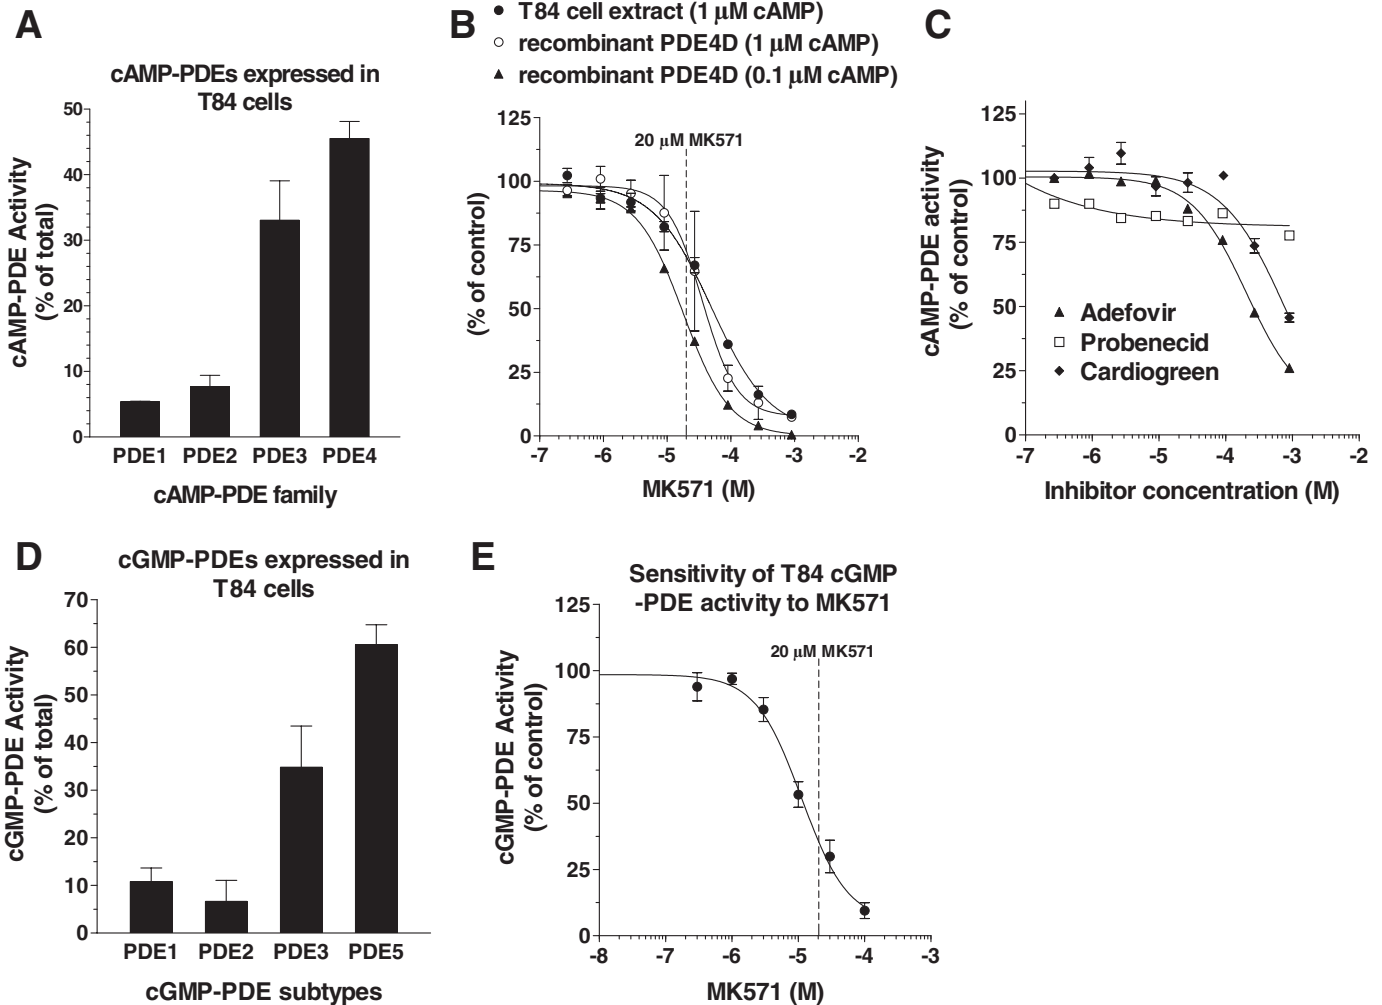 A
cAMP-PDEs expressed in
T84 cells
cAMP-PDE Activity
(% of total)
50
40
30
20
10
0
PDE1 PDE2 PDE3 PDE4
cAMP-PDE family
B
T84 cell extract (1 µM cAMP)
recombinant PDE4D (1 µM cAMP)
recombinant PDE4D (0.1 µM cAMP)
(% of control)
125
100
75
50
25
0
20 µM MK571
-7 -6 -5 -4 -3 -2
MK571 (M)
C
cAMP-PDE activity
(% of control)
125
100
75
50
25
0
Adefovir
Probenecid
Cardiogreen
-7 -6 -5 -4 -3 -2
Inhibitor concentration (M)
D
cGMP-PDEs expressed in
T84 cells
cGMP-PDE Activity
(% of total)
70
60
50
40
30
20
10
0
PDE1 PDE2 PDE3 PDE5
cGMP-PDE subtypes
E
Sensitivity of T84 cGMP
-PDE activity to MK571
cGMP-PDE Activity
(% of control)
125
100
75
50
25
0
20 µM MK571
-8 -7 -6 -5 -4 -3
MK571 (M)